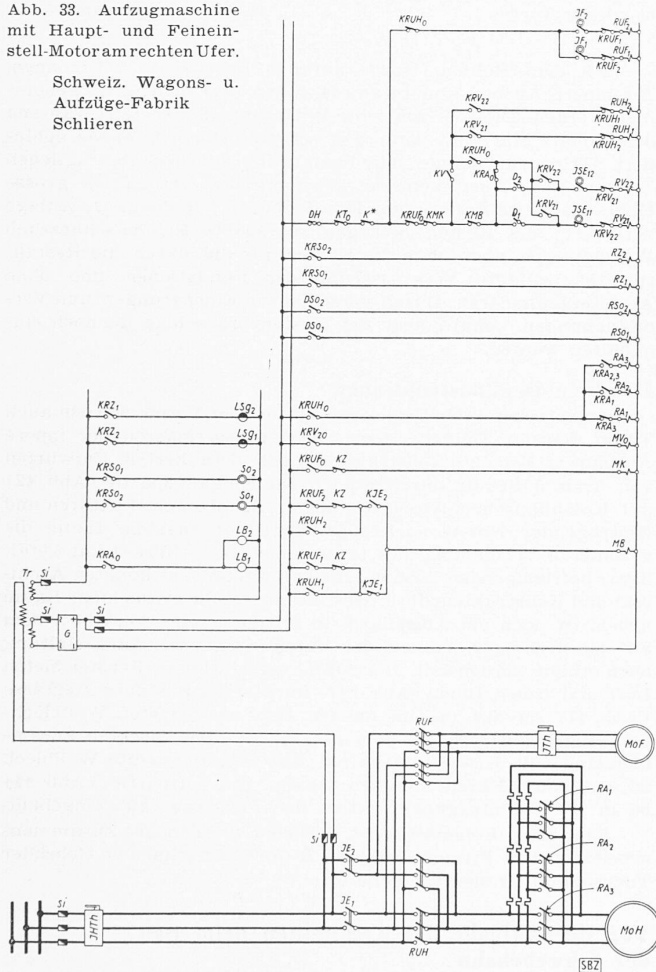 Abb. 33. Aufzugmaschine
mit Haupt- und Feinein-
stell-Motor am rechten Ufer.
Schweiz. Wagons- u.
Aufzüge-Fabrik
Schlieren
KRUH0 JF2 RUF2
KRUF1
JF1 RUF1
KRUF2
KRV22 RUH2
KRUH1
KRV21 RUH1
KRUH2
KRUH0
KV KRA0 KRV22 JSE12 RV22
D2 KRV21
KRV21 JSE11
DH KT0 K* KRUF0 KMK KMB D1 RV21
KRV22
KRSo2 RZ2
KRSo1 RZ1
DSo2 RSo2
DSo1 RSo1
RA3
KRA2,3
RA2
KRA1
KRZ1 LSg2 KRUH0 RA1
KRA3
KRZ2 LSg1 KRV20 MV0
KRSo1 So2 KRUF0 KZ MK
KRSo2 So1 KRUF2 KZ KJE2
KRUH2
LB2
KRA0 LB1 KRUF1 KZ MB
Tr Si KRUH1 KJE1
Si G Si
RUF JTh MoF
RA1
Si JE2 RA2
Si JHTh JE1 RA3
RUH MoH
SBZ